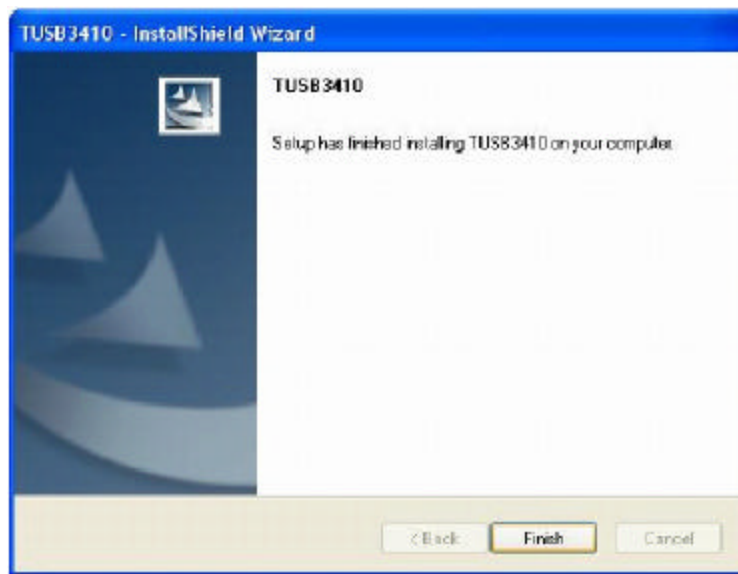 TUSB3410 - InstallShield Wizard
TUSB3410
Setup has finished installing TUSB3410 on your computer.
< Back
Finish
Cancel